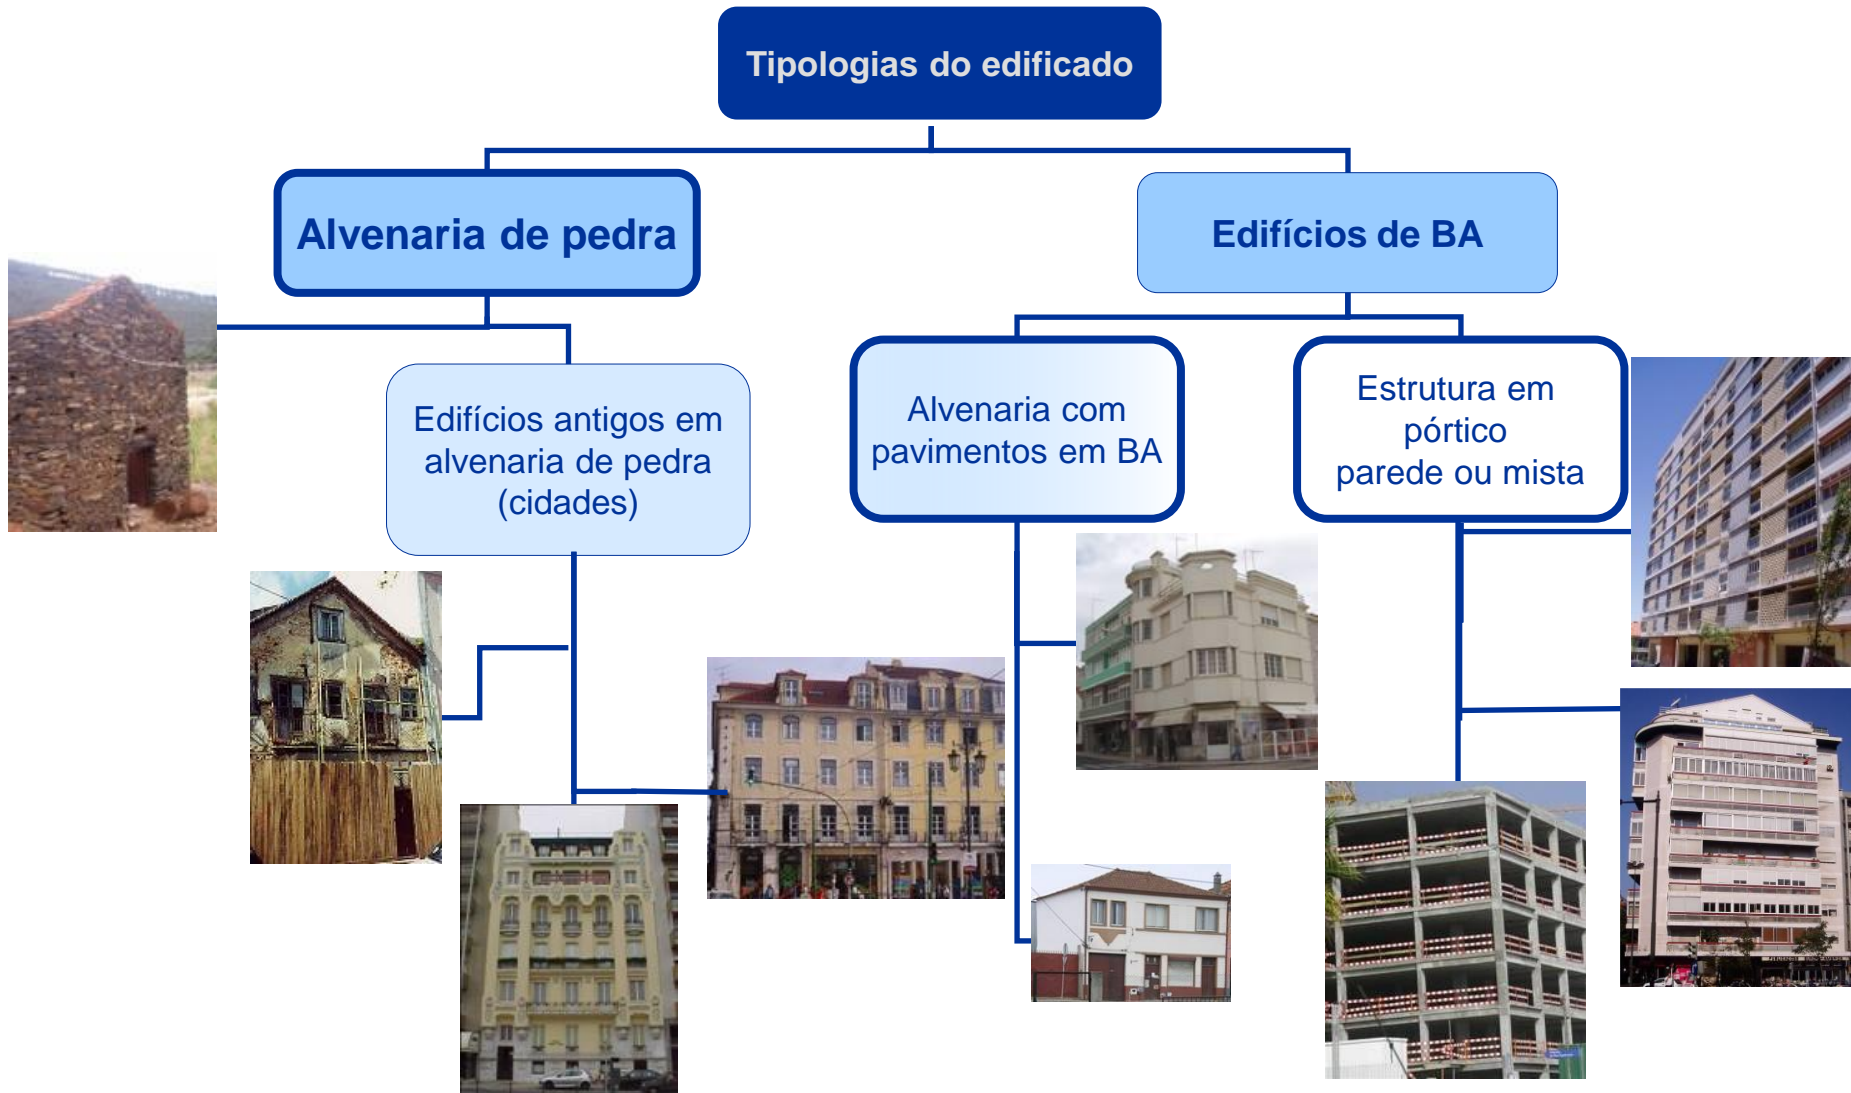 Tipologias do edificado
Alvenaria de pedra
Edifícios de BA
Edifícios antigos em
alvenaria de pedra
(cidades)
Alvenaria com
pavimentos em BA
Estrutura em
pórtico
parede ou mista